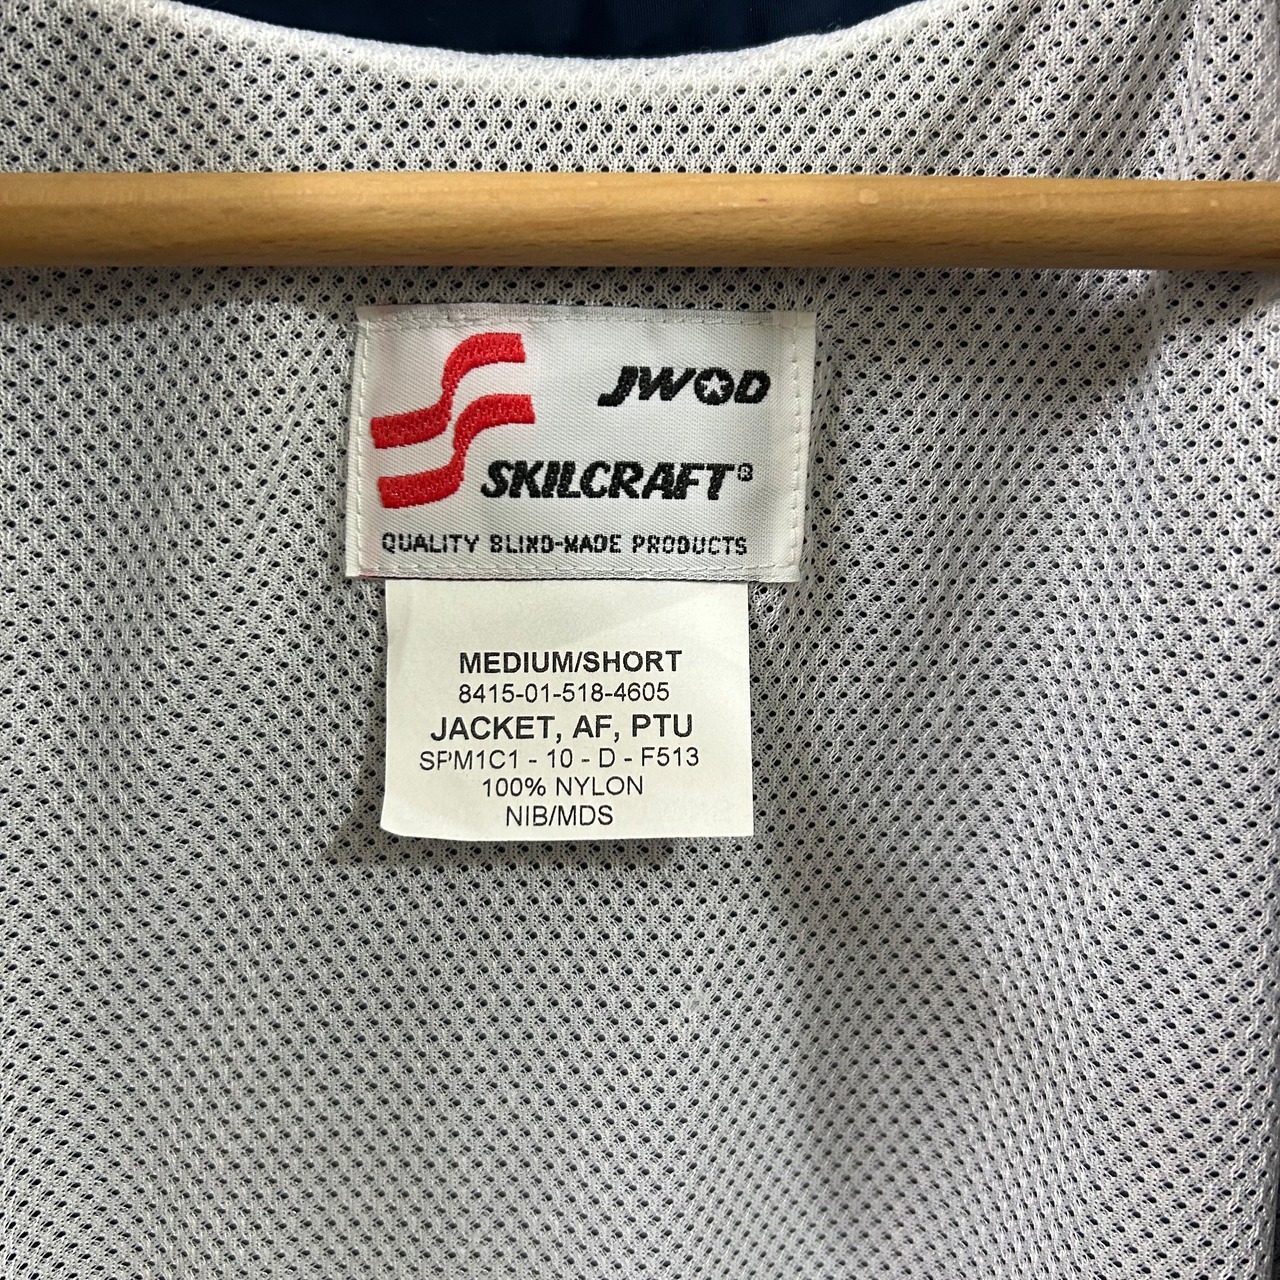 JWOD
SKILCRAFT®
QUALITY BLIND-MADE PRODUCTS
MEDIUM/SHORT
8415-01-518-4605
JACKET, AF, PTU
SPM1C1 - 10 - D - F513
100% NYLON
NIB/MDS